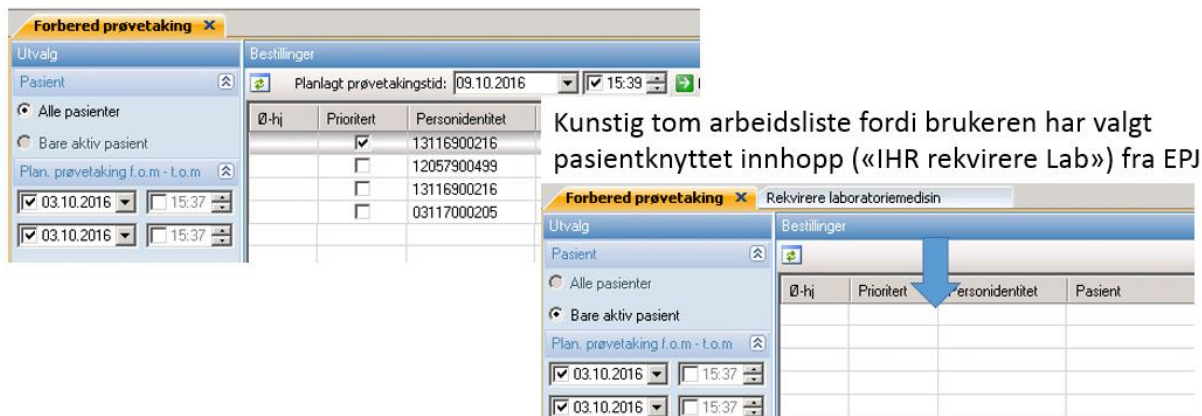 Forbered prøvetaking X
Utvalg
Bestillinger
Pasient
Planlagt prøvetakingstid: 09.10.2016 15:39
Alle pasienter
Ø-hj Prioritert Personidentitet
Bare aktiv pasient
13116900216
12057900499
Plan. prøvetaking f.o.m - t.o.m
13116900216
03.10.2016 15:37
03117000205
03.10.2016 15:37
Kunstig tom arbeidsliste fordi brukeren har valgt
pasientknyttet innhopp («IHR rekvirere Lab») fra EPJ
Forbered prøvetaking X Rekvirere laboratoriemedisin
Utvalg
Bestillinger
Pasient
Alle pasienter
Ø-hj Prioritert Personidentitet Pasient
Bare aktiv pasient
Plan. prøvetaking f.o.m - t.o.m
03.10.2016 15:37
03.10.2016 15:37